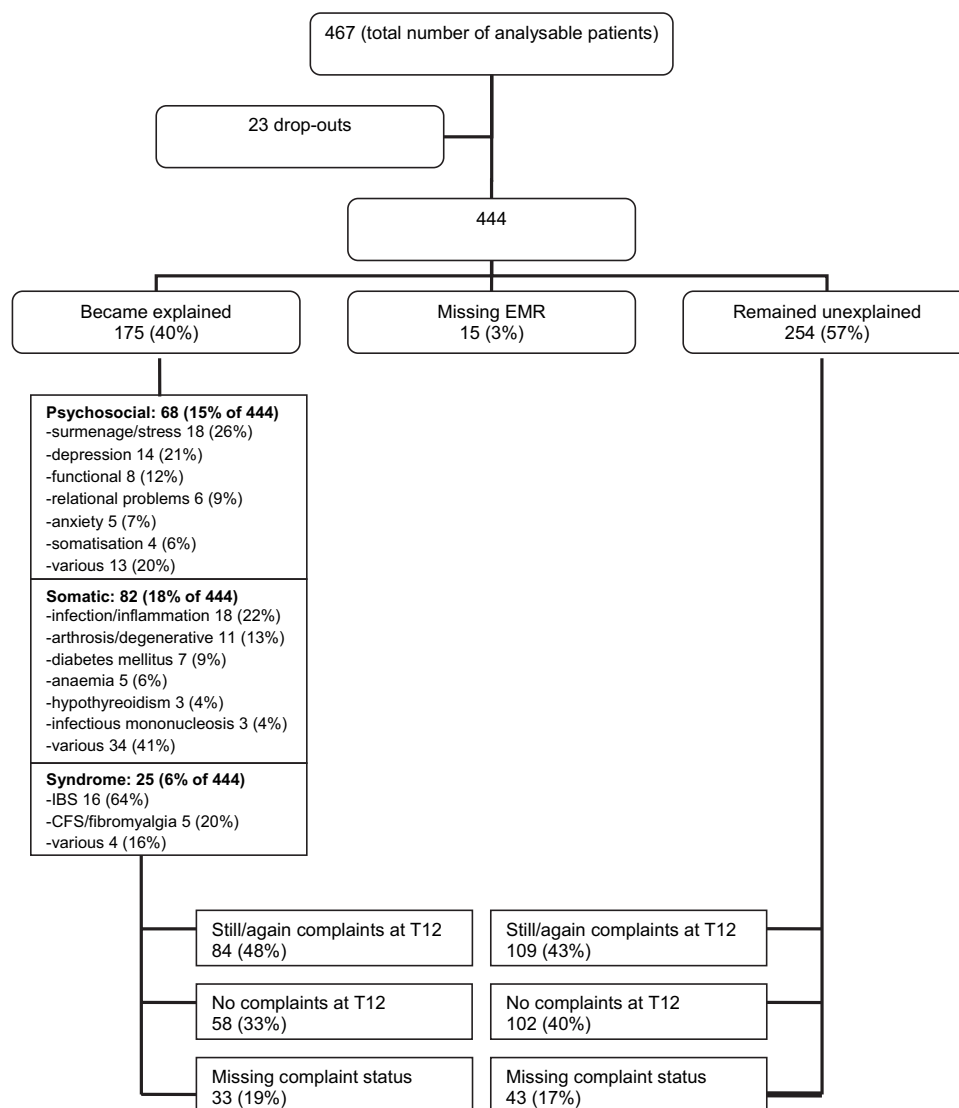 467 (total number of analysable patients)
23 drop-outs
444
Became explained
175 (40%)
Missing EMR
15 (3%)
Remained unexplained
254 (57%)
Psychosocial: 68 (15% of 444)
-surmenage/stress 18 (26%)
-depression 14 (21%)
-functional 8 (12%)
-relational problems 6 (9%)
-anxiety 5 (7%)
-somatisation 4 (6%)
-various 13 (20%)
Somatic: 82 (18% of 444)
-infection/inflammation 18 (22%)
-arthrosis/degenerative 11 (13%)
-diabetes mellitus 7 (9%)
-anaemia 5 (6%)
-hypothyreoidism 3 (4%)
-infectious mononucleosis 3 (4%)
-various 34 (41%)
Syndrome: 25 (6% of 444)
-IBS 16 (64%)
-CFS/fibromyalgia 5 (20%)
-various 4 (16%)
Still/again complaints at T12
84 (48%)
Still/again complaints at T12
109 (43%)
No complaints at T12
58 (33%)
No complaints at T12
102 (40%)
Missing complaint status
33 (19%)
Missing complaint status
43 (17%)